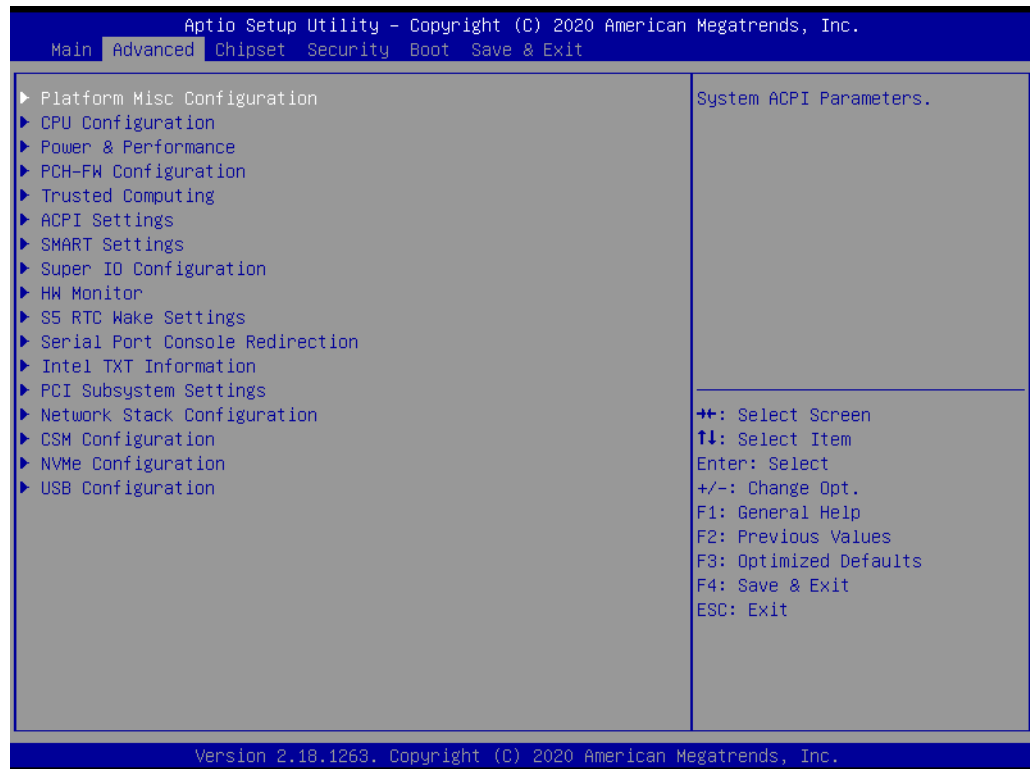 Aptio Setup Utility – Copyright (C) 2020 American Megatrends, Inc.
Main Advanced Chipset Security Boot Save & Exit
▶ Platform Misc Configuration
▶ CPU Configuration
▶ Power & Performance
▶ PCH-FW Configuration
▶ Trusted Computing
▶ ACPI Settings
▶ SMART Settings
▶ Super IO Configuration
▶ HW Monitor
▶ S5 RTC Wake Settings
▶ Serial Port Console Redirection
▶ Intel TXT Information
▶ PCI Subsystem Settings
▶ Network Stack Configuration
▶ CSM Configuration
▶ NVMe Configuration
▶ USB Configuration
System ACPI Parameters.
→←: Select Screen
↑↓: Select Item
Enter: Select
+/-: Change Opt.
F1: General Help
F2: Previous Values
F3: Optimized Defaults
F4: Save & Exit
ESC: Exit
Version 2.18.1263. Copyright (C) 2020 American Megatrends, Inc.